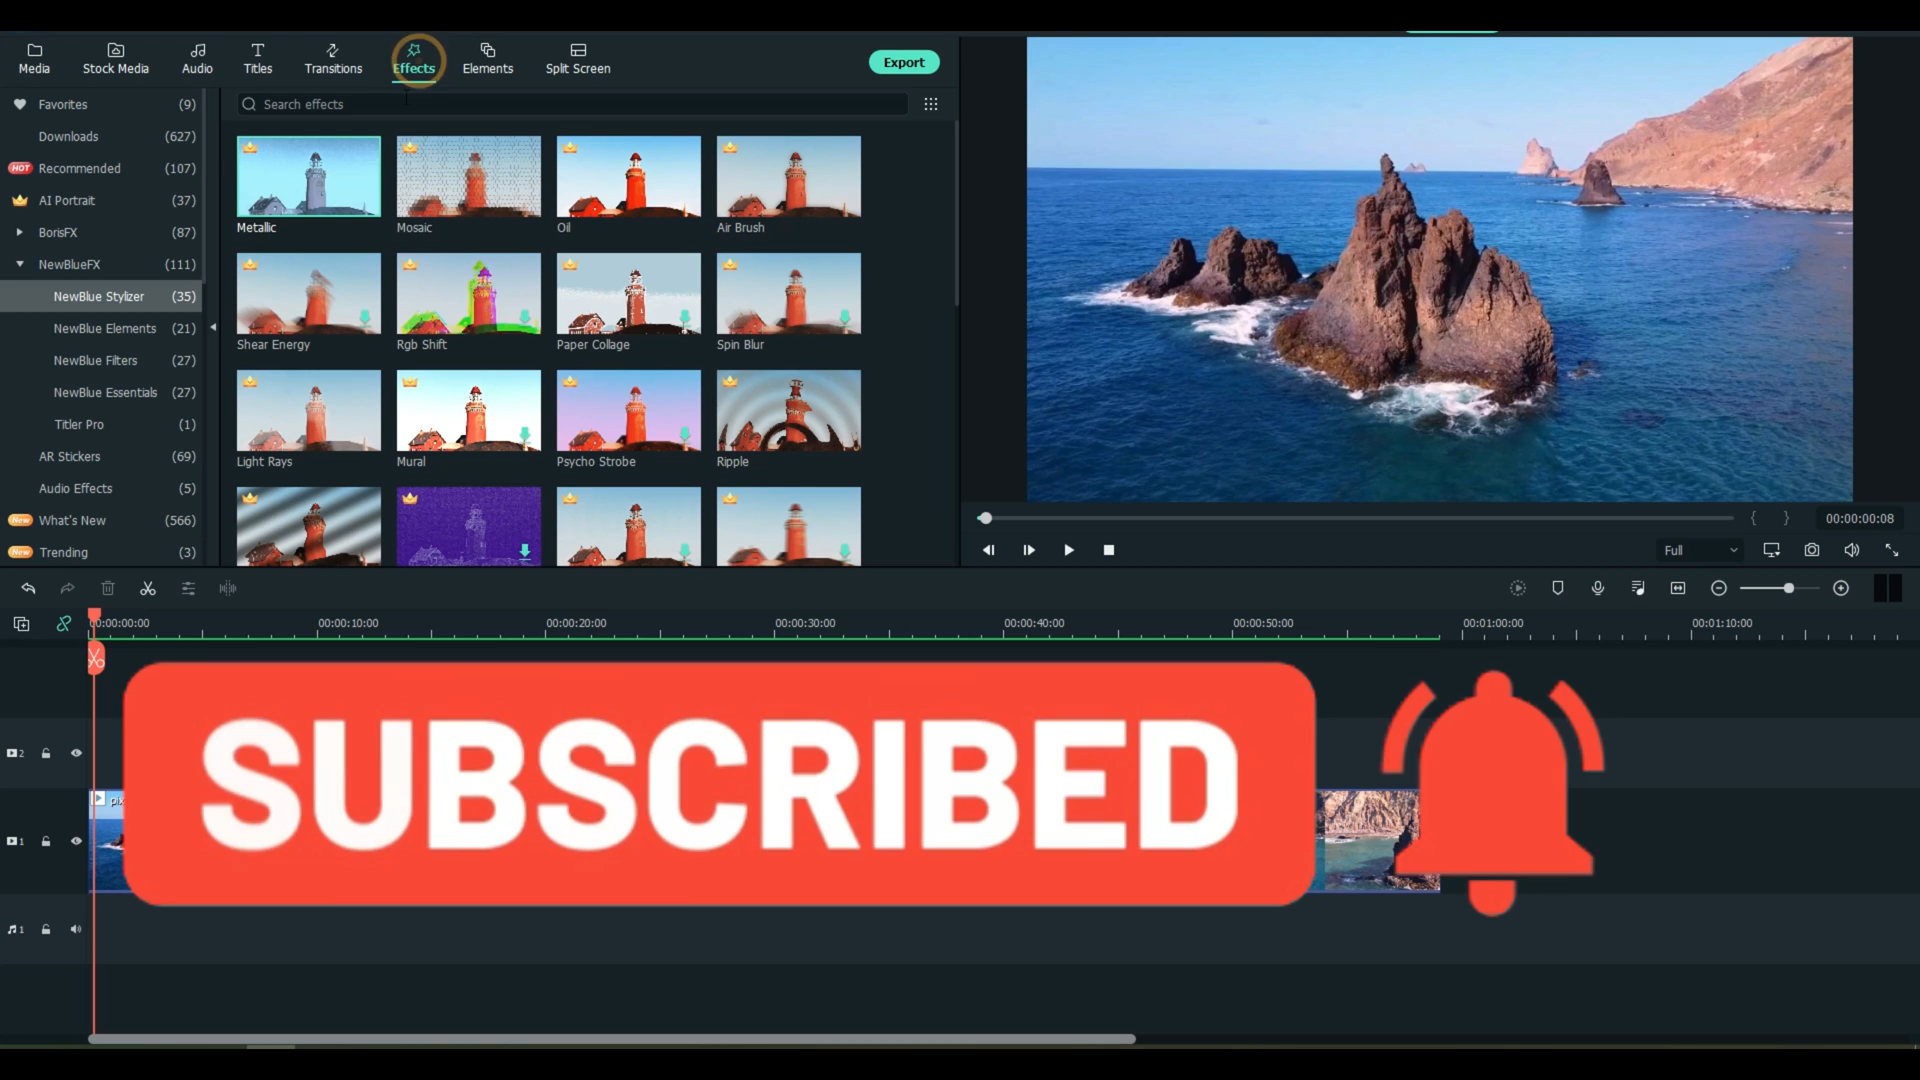 Media
Stock Media
Audio
Titles
Transitions
Effects
Elements
Split Screen
Export
Search effects
Favorites (9)
Downloads (627)
HOT Recommended (107)
AI Portrait (37)
BorisFX (87)
NewBlueFX (111)
NewBlue Stylizer (35)
NewBlue Elements (21)
NewBlue Filters (27)
NewBlue Essentials (27)
Titler Pro (1)
AR Stickers (69)
Audio Effects (5)
New What's New (566)
New Trending (3)
Metallic
Mosaic
Oil
Air Brush
Shear Energy
Rgb Shift
Paper Collage
Spin Blur
Light Rays
Mural
Psycho Strobe
Ripple
{ } 00:00:00:08
Full
00:00:00:00
00:00:10:00
00:00:20:00
00:00:30:00
00:00:40:00
00:00:50:00
00:01:00:00
00:01:10:00
2
1
1
SUBSCRIBED